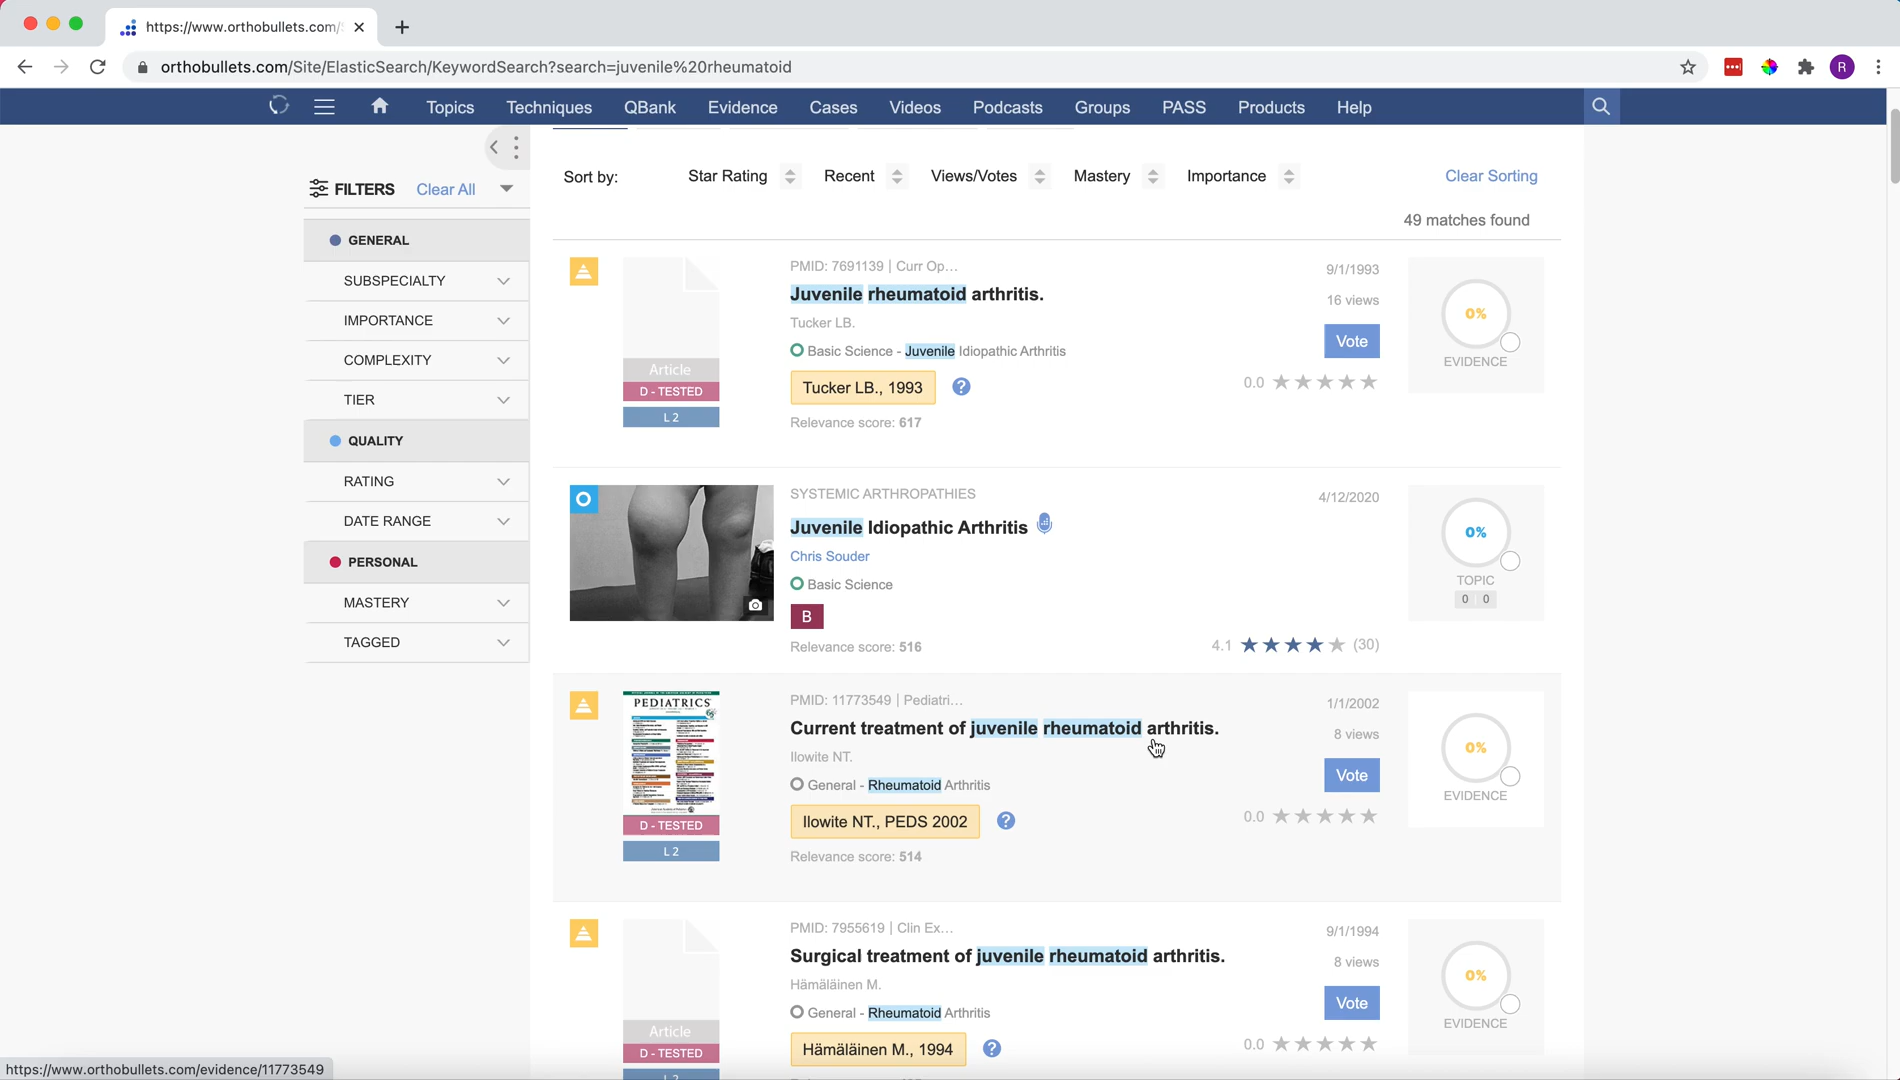 https://www.orthobullets.com/
orthobullets.com/Site/ElasticSearch/KeywordSearch?search=juvenile%20rheumatoid
R
Topics Techniques QBank Evidence Cases Videos Podcasts Groups PASS Products Help
FILTERS Clear All
GENERAL
SUBSPECIALTY
IMPORTANCE
COMPLEXITY
TIER
QUALITY
RATING
DATE RANGE
PERSONAL
MASTERY
TAGGED
Sort by: Star Rating Recent Views/Votes Mastery Importance Clear Sorting
49 matches found
Article
D - TESTED
L 2
PMID: 7691139 | Curr Op...
Juvenile rheumatoid arthritis.
Tucker LB.
Basic Science - Juvenile Idiopathic Arthritis
Tucker LB., 1993 ?
Relevance score: 617
9/1/1993
16 views
Vote
0.0
0%
EVIDENCE
SYSTEMIC ARTHROPATHIES
Juvenile Idiopathic Arthritis
Chris Souder
Basic Science
B
Relevance score: 516
4/12/2020
4.1 (30)
0%
TOPIC
0 0
PEDIATRICS
D - TESTED
L 2
PMID: 11773549 | Pediatri...
Current treatment of juvenile rheumatoid arthritis.
Ilowite NT.
General - Rheumatoid Arthritis
Ilowite NT., PEDS 2002 ?
Relevance score: 514
1/1/2002
8 views
Vote
0.0
0%
EVIDENCE
Article
D - TESTED
L 2
PMID: 7955619 | Clin Ex...
Surgical treatment of juvenile rheumatoid arthritis.
Hämäläinen M.
General - Rheumatoid Arthritis
Hämäläinen M., 1994 ?
9/1/1994
8 views
Vote
0.0
0%
EVIDENCE
https://www.orthobullets.com/evidence/11773549